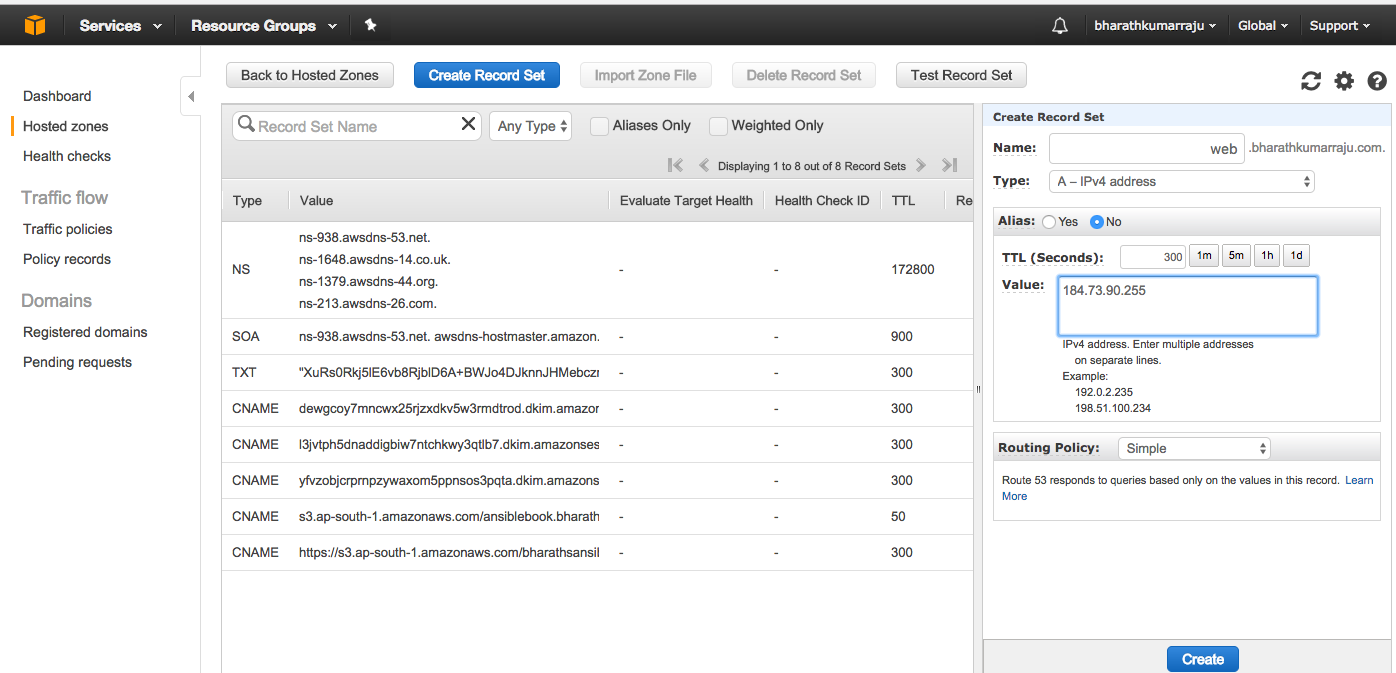 Services
Resource Groups
bharathkumarraju
Global
Support
Dashboard
Hosted zones
Health checks
Traffic flow
Traffic policies
Policy records
Domains
Registered domains
Pending requests
Back to Hosted Zones
Create Record Set
Import Zone File
Delete Record Set
Test Record Set
Record Set Name
Any Type
Aliases Only
Weighted Only
Displaying 1 to 8 out of 8 Record Sets
Type Value Evaluate Target Health Health Check ID TTL Re
ns-938.awsdns-53.net.
ns-1648.awsdns-14.co.uk.
NS - - 172800
ns-1379.awsdns-44.org.
ns-213.awsdns-26.com.
SOA ns-938.awsdns-53.net. awsdns-hostmaster.amazon. - - 900
TXT "XuRs0Rkj5lE6vb8RjblD6A+BWJo4DJknnJHMebczr - - 300
CNAME dewgcoy7mncwx25rjzxdkv5w3rmdtrod.dkim.amazor - - 300
CNAME l3jvtph5dnaddigbiw7ntchkwy3qtlb7.dkim.amazonses - - 300
CNAME yfvzobjcrprnpzywaxom5ppnsos3pqta.dkim.amazons - - 300
CNAME s3.ap-south-1.amazonaws.com/ansiblebook.bharath - - 50
CNAME https://s3.ap-south-1.amazonaws.com/bharathsansil - - 300
Create Record Set
Name: web .bharathkumarraju.com.
Type: A – IPv4 address
Alias: Yes No
TTL (Seconds): 300 1m 5m 1h 1d
Value: 184.73.90.255
IPv4 address. Enter multiple addresses
on separate lines.
Example:
192.0.2.235
198.51.100.234
Routing Policy: Simple
Route 53 responds to queries based only on the values in this record. Learn
More
Create